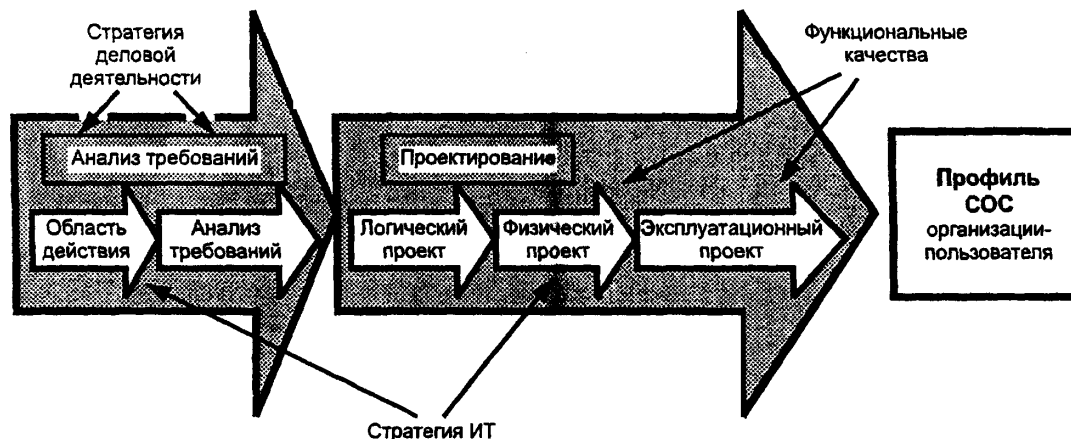 Стратегия
деловой
деятельности
Функциональные
качества
Анализ требований
Проектирование
Область
действия
Анализ
требований
Логический
проект
Физический
проект
Эксплуатационный
проект
Профиль
СОС
организации-
пользователя
Стратегия ИТ